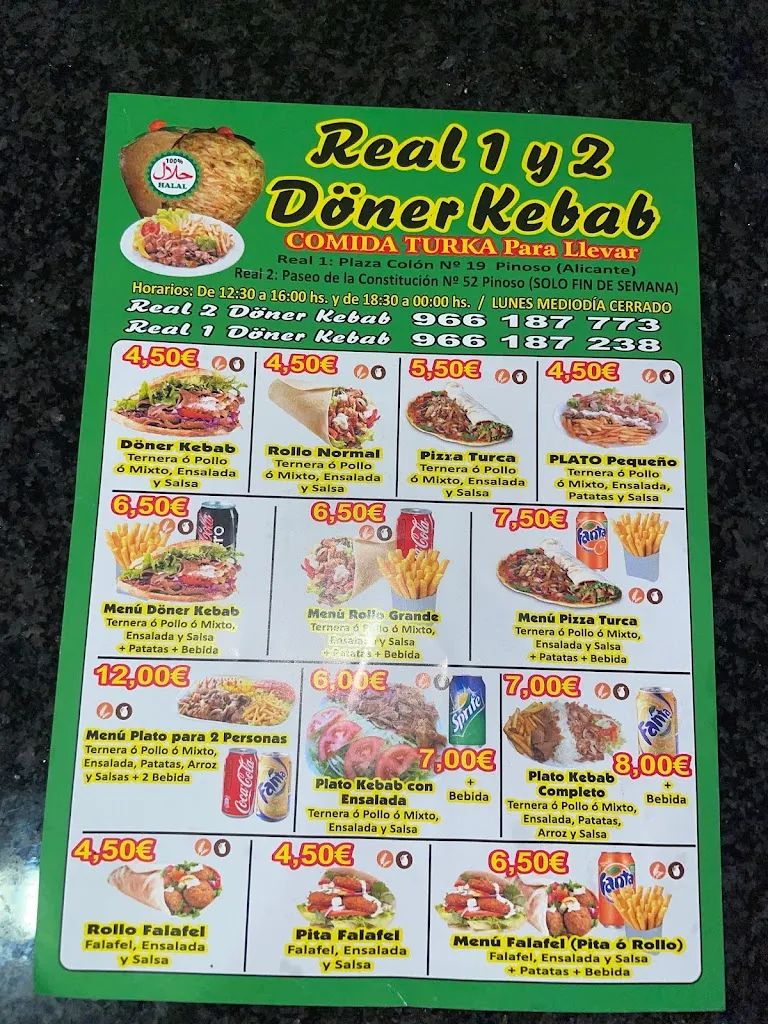 100%
حلال
HALAL
Real 1 y 2
Döner Kebab
COMIDA TURKA Para Llevar
Real 1: Plaza Colón Nº 19 Pinoso (Alicante)
Real 2: Paseo de la Constitución Nº 52 Pinoso (SOLO FIN DE SEMANA)
Horarios: De 12:30 a 16:00 hs. y de 18:30 a 00:00 hs. / LUNES MEDIODÍA CERRADO
Real 2 Döner Kebab 966 187 773
Real 1 Döner Kebab 966 187 238
4,50€
Döner Kebab
Ternera ó Pollo
ó Mixto, Ensalada
y Salsa
4,50€
Rollo Normal
Ternera ó Pollo
ó Mixto, Ensalada
y Salsa
5,50€
Pizza Turca
Ternera ó Pollo
ó Mixto, Ensalada
y Salsa
4,50€
PLATO Pequeño
Ternera ó Pollo
ó Mixto, Ensalada,
Patatas y Salsa
6,50€
Menú Döner Kebab
Ternera ó Pollo ó Mixto,
Ensalada y Salsa
+ Patatas + Bebida
6,50€
Coca-Cola
Menú Rollo Grande
Ternera ó Pollo ó Mixto,
Ensalada y Salsa
+ Patatas + Bebida
7,50€
Fanta
Menú Pizza Turca
Ternera ó Pollo ó Mixto,
Ensalada y Salsa
+ Patatas + Bebida
12,00€
Menú Plato para 2 Personas
Ternera ó Pollo ó Mixto,
Ensalada, Patatas, Arroz
y Salsas + 2 Bebida
Coca-Cola
Fanta
6,00€
Sprite
7,00€
+
Bebida
Plato Kebab con
Ensalada
Ternera ó Pollo ó Mixto,
Ensalada y Salsa
7,00€
Fanta
8,00€
+
Bebida
Plato Kebab
Completo
Ternera ó Pollo ó Mixto,
Ensalada, Patatas,
Arroz y Salsa
4,50€
Rollo Falafel
Falafel, Ensalada
y Salsa
4,50€
Pita Falafel
Falafel, Ensalada
y Salsa
6,50€
Fanta
Menú Falafel (Pita ó Rollo)
Falafel, Ensalada y Salsa
+ Patatas + Bebida